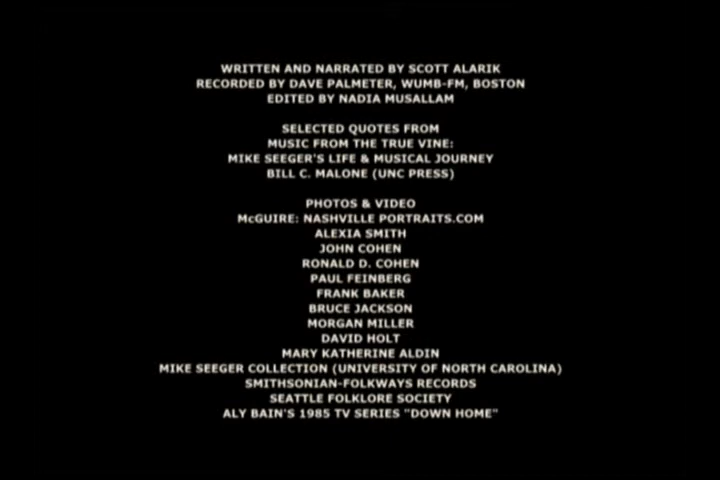 WRITTEN AND NARRATED BY SCOTT ALARIK
RECORDED BY DAVE PALMETER, WUMB-FM, BOSTON
EDITED BY NADIA MUSALLAM
SELECTED QUOTES FROM
MUSIC FROM THE TRUE VINE:
MIKE SEEGER'S LIFE & MUSICAL JOURNEY
BILL C. MALONE (UNC PRESS)
PHOTOS & VIDEO
McGUIRE: NASHVILLE PORTRAITS.COM
ALEXIA SMITH
JOHN COHEN
RONALD D. COHEN
PAUL FEINBERG
FRANK BAKER
BRUCE JACKSON
MORGAN MILLER
DAVID HOLT
MARY KATHERINE ALDIN
MIKE SEEGER COLLECTION (UNIVERSITY OF NORTH CAROLINA)
SMITHSONIAN-FOLKWAYS RECORDS
SEATTLE FOLKLORE SOCIETY
ALY BAIN'S 1985 TV SERIES "DOWN HOME"